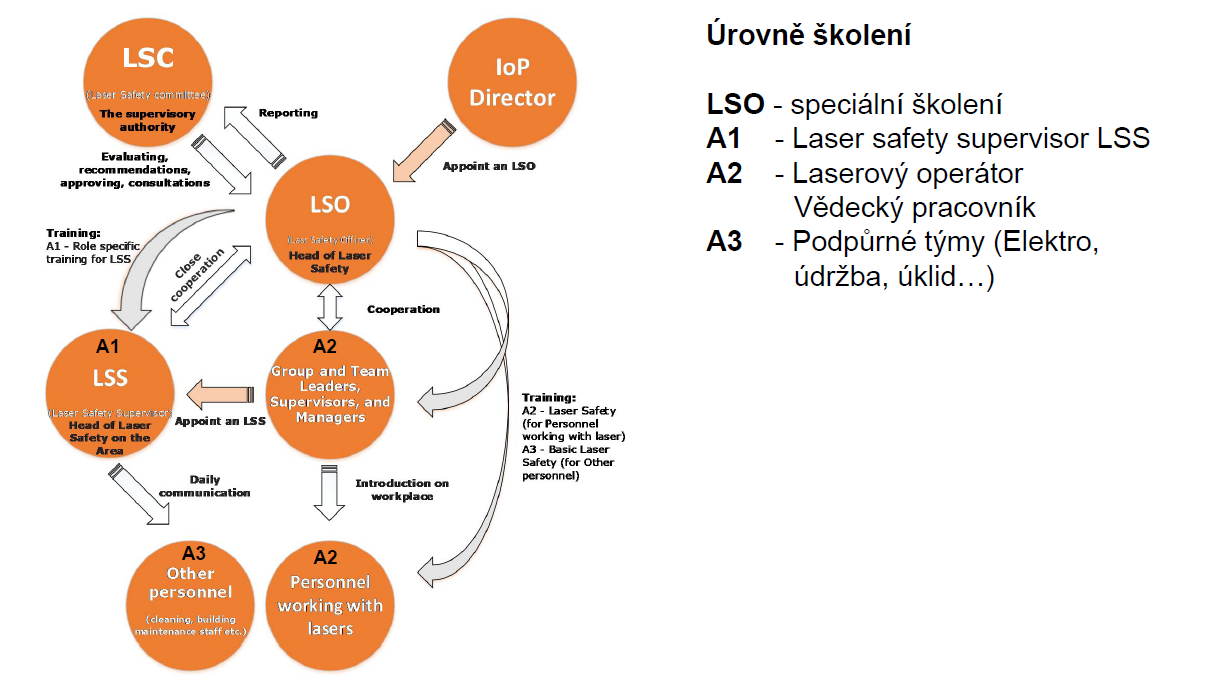 LSC
(Laser Safety committee)
The supervisory
authority
IoP
Director
Reporting
Evaluating,
recommendations,
approving, consultations
Appoint an LSO
LSO
(Laser Safety Officer)
Head of Laser
Safety
Training:
A1 - Role specific
training for LSS
Close
cooperation
Cooperation
A1
LSS
(Laser Safety Supervisor)
Head of Laser
Safety on the
Area
Appoint an LSS
A2
Group and Team
Leaders,
Supervisors, and
Managers
Training:
A2 - Laser Safety
(for Personnel
working with laser)
A3 - Basic Laser
Safety (for Other
personnel)
Daily
communication
Introduction on
workplace
A3
Other
personnel
(cleaning, building
maintenance staff etc.)
A2
Personnel
working with
lasers
Úrovně školení
LSO - speciální školení
A1 - Laser safety supervisor LSS
A2 - Laserový operátor
Vědecký pracovník
A3 - Podpůrné týmy (Elektro,
údržba, úklid…)